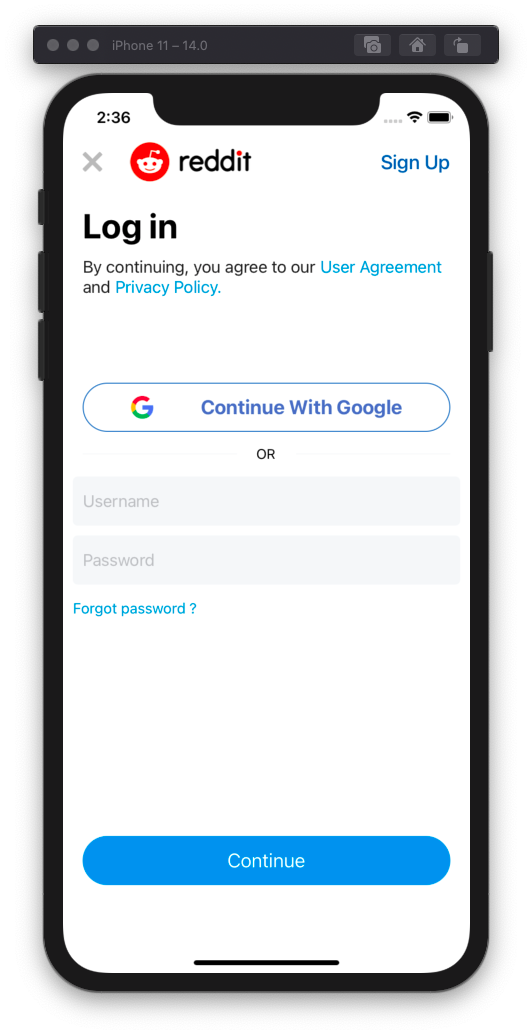 iPhone 11 – 14.0
2:36
reddit
Sign Up
Log in
By continuing, you agree to our User Agreement
and Privacy Policy.
Continue With Google
OR
Username
Password
Forgot password ?
Continue